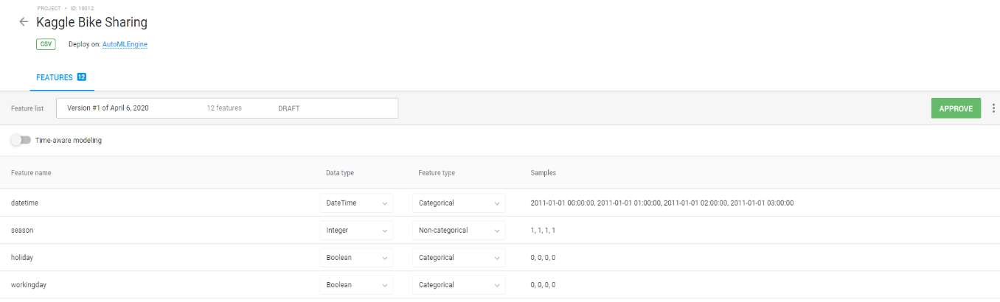 PROJECT • ID: 10012
Kaggle Bike Sharing
CSV Deploy on: AutoMLEngine
FEATURES 12
Feature list Version #1 of April 6, 2020 12 features DRAFT APPROVE
Time-aware modeling
Feature name Data type Feature type Samples
datetime DateTime Categorical 2011-01-01 00:00:00, 2011-01-01 01:00:00, 2011-01-01 02:00:00, 2011-01-01 03:00:00
season Integer Non-categorical 1, 1, 1, 1
holiday Boolean Categorical 0, 0, 0, 0
workingday Boolean Categorical 0, 0, 0, 0